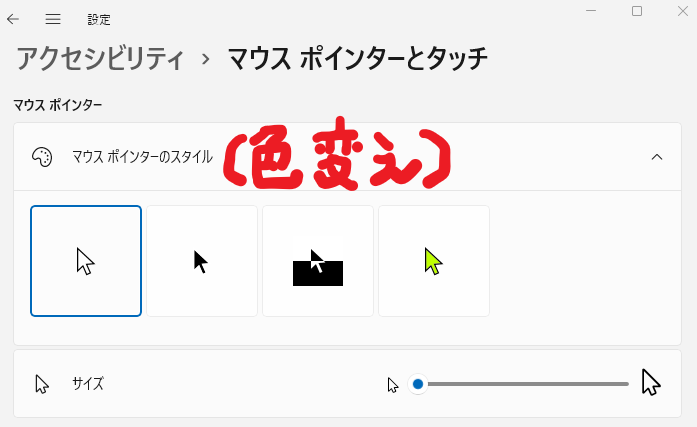 設定
アクセシビリティ › マウス ポインターとタッチ
マウス ポインター
マウス ポインターのスタイル (色変え)
サイズ